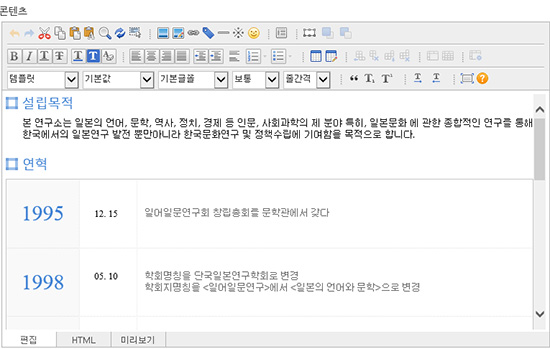 콘텐츠
템플릿 기본값 기본글꼴 보통 줄간격
설립목적
본 연구소는 일본의 언어, 문학, 역사, 정치, 경제 등 인문, 사회과학의 제 분야 특히, 일본문화 에 관한 종합적인 연구를 통해
한국에서의 일본연구 발전 뿐만아니라 한국문화연구 및 정책수립에 기여함을 목적으로 합니다.
연혁
1995 12. 15 일어일문연구회 창립총회를 문학관에서 갖다
1998 05. 10 학회명칭을 단국일본연구학회로 변경
학회지명칭을 <일어일문연구>에서 <일본의 언어와 문학>으로 변경
편집 HTML 미리보기